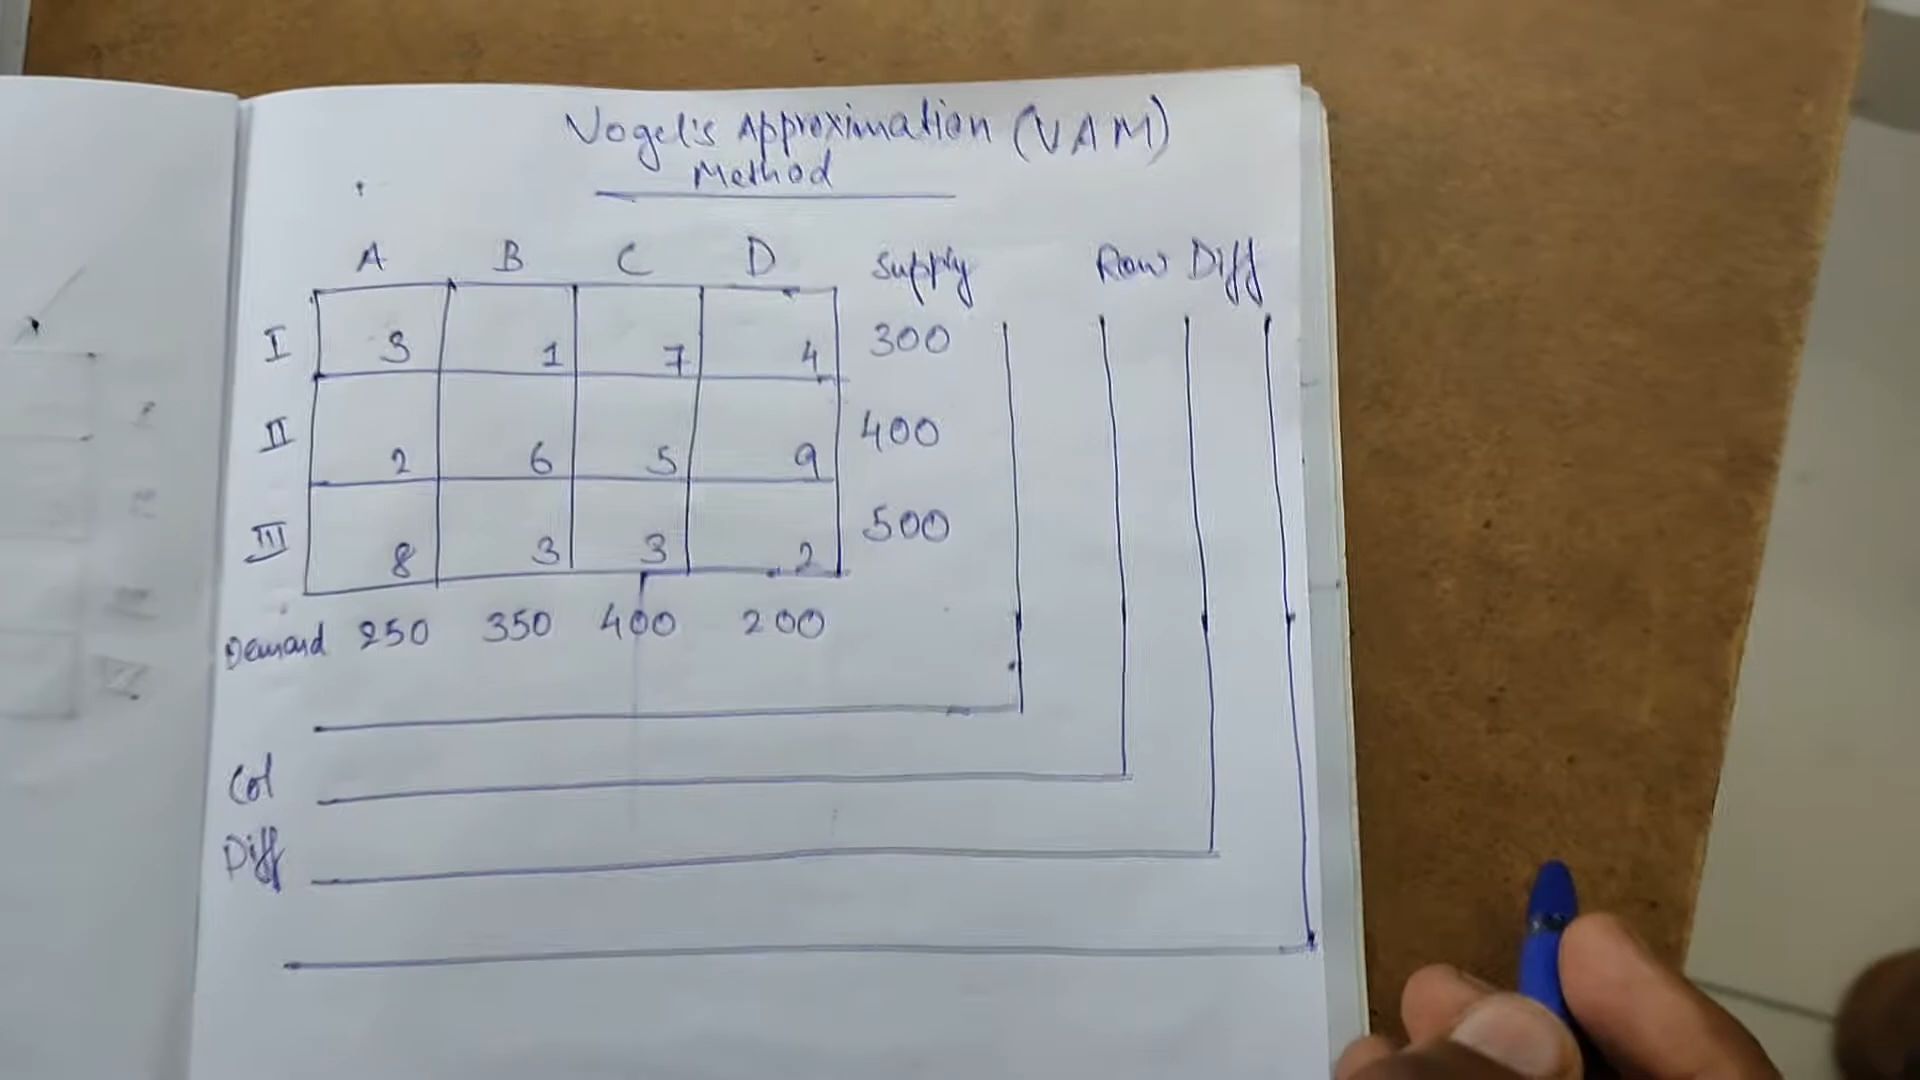 Vogel's Approximation (VAM)
Method
A B C D Supply Row Diff
I 3 1 7 4 300
II 2 6 5 9 400
III 8 3 3 2 500
Demand 250 350 400 200
Col
Diff